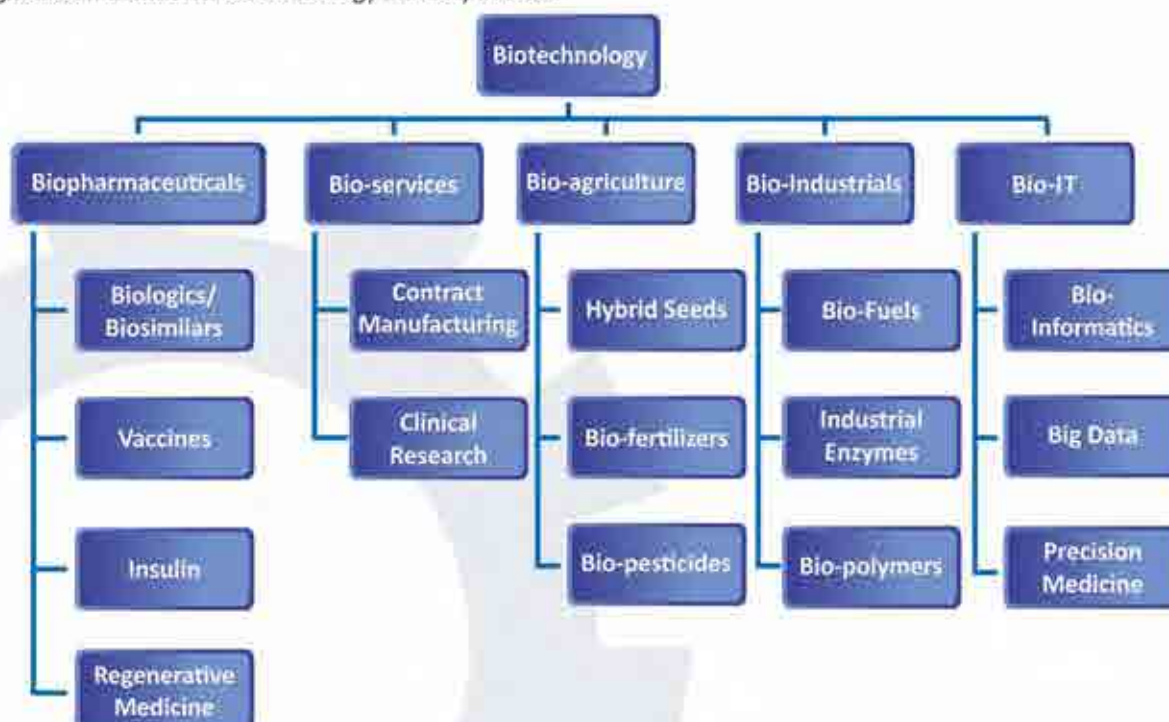 Biotechnology
Biopharmaceuticals
Bio-services
Bio-agriculture
Bio-Industrials
Bio-IT
Biologics/
Biosimilars
Contract
Manufacturing
Hybrid Seeds
Bio-Fuels
Bio-
Informatics
Vaccines
Clinical
Research
Bio-fertilizers
Industrial
Enzymes
Big Data
Insulin
Bio-pesticides
Bio-polymers
Precision
Medicine
Regenerative
Medicine